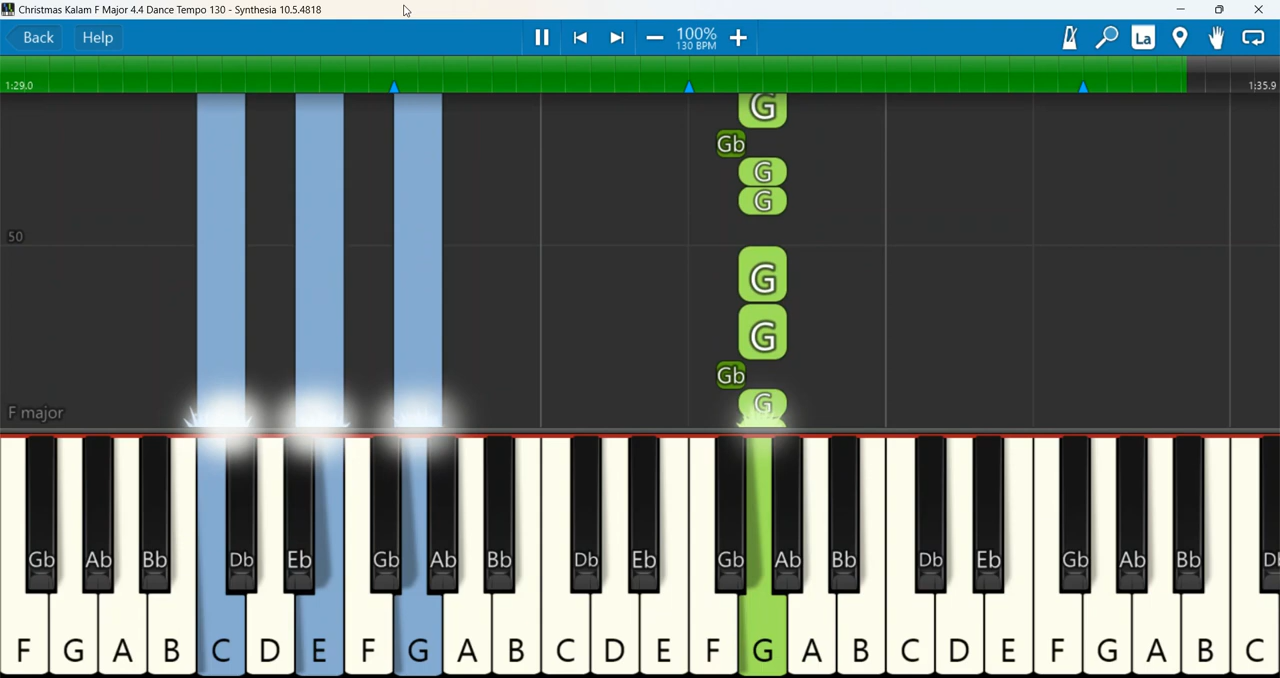 Christmas Kalam F Major 4.4 Dance Tempo 130 - Synthesia 10.5.4818
Back Help 100% La
130 BPM
1:29.0 1:35.9
G
Gb
G
G
50
G
G
Gb
G
F major
Gb Ab Bb Db Eb Gb Ab Bb Db Eb Gb Ab Bb Db Eb Gb Ab Bb D
F G A B C D E F G A B C D E F G A B C D E F G A B C